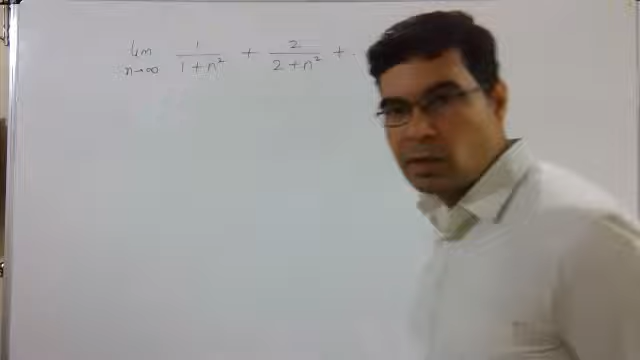 lim n→∞ 1/(1+n²) + 2/(2+n²) + .